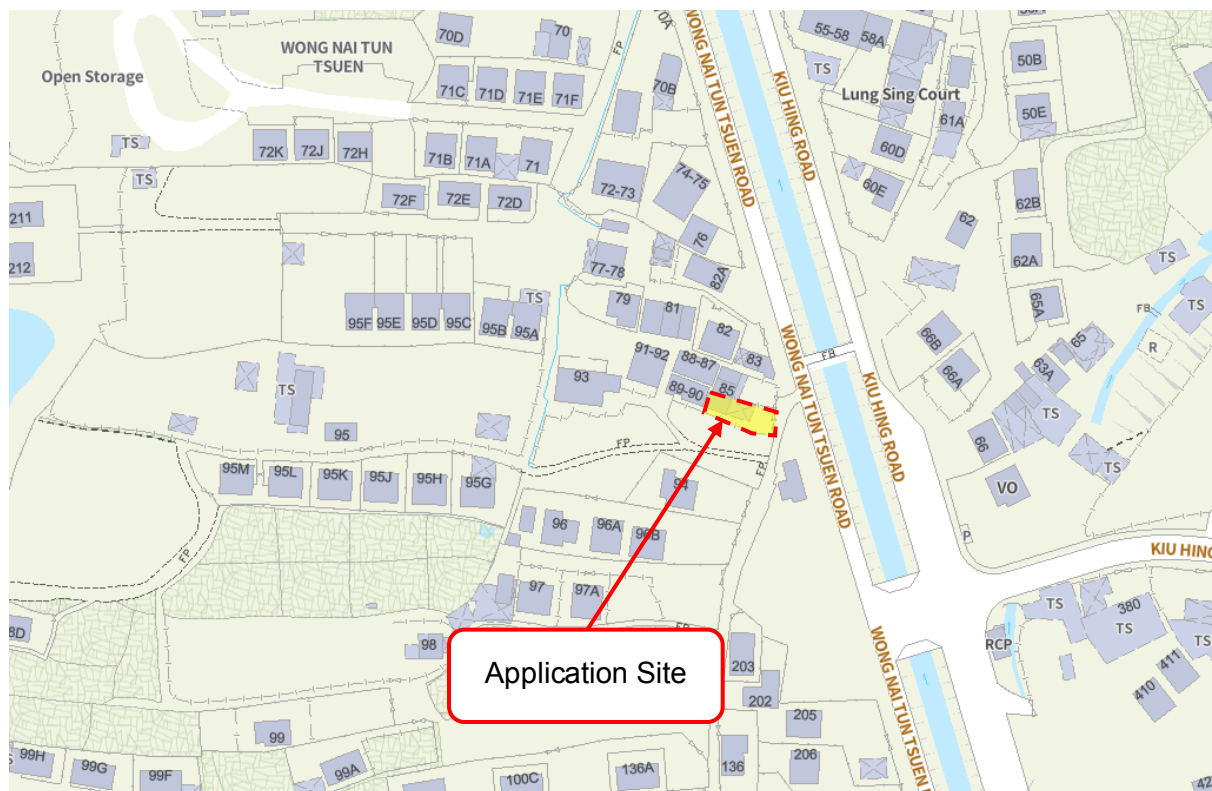 70D
70
FP
70A
WONG NAI TUN TSUEN ROAD
KIU HING ROAD
55-58
58A
TS
50B
WONG NAI TUN
TSUEN
Open Storage
71C
71D
71E
71F
70B
Lung Sing Court
50E
61A
TS
72K
72J
72H
71B
71A
71
60D
TS
72F
72E
72D
72-73
74-75
60E
62B
211
76
62
212
77-78
82A
62A
TS
TS
95F
95E
95D
95C
95B
95A
TS
79
81
82
65A
FB
83
91-92
88-87
85
89-90
93
WONG NAI TUN TSUEN ROAD
FB
KIU HING ROAD
66B
66A
65
63A
R
TS
TS
95
FP
FP
66
TS
VO
95M
95L
95K
95J
95H
95G
94
FP
96
96A
96B
P
KIU HING
97
97A
FP
TS
380
TS
TS
RCP
8D
98
Application Site
203
202
WONG NAI TUN TSUEN
411
410
205
206
99
99H
99G
99F
99A
100C
136A
136
42